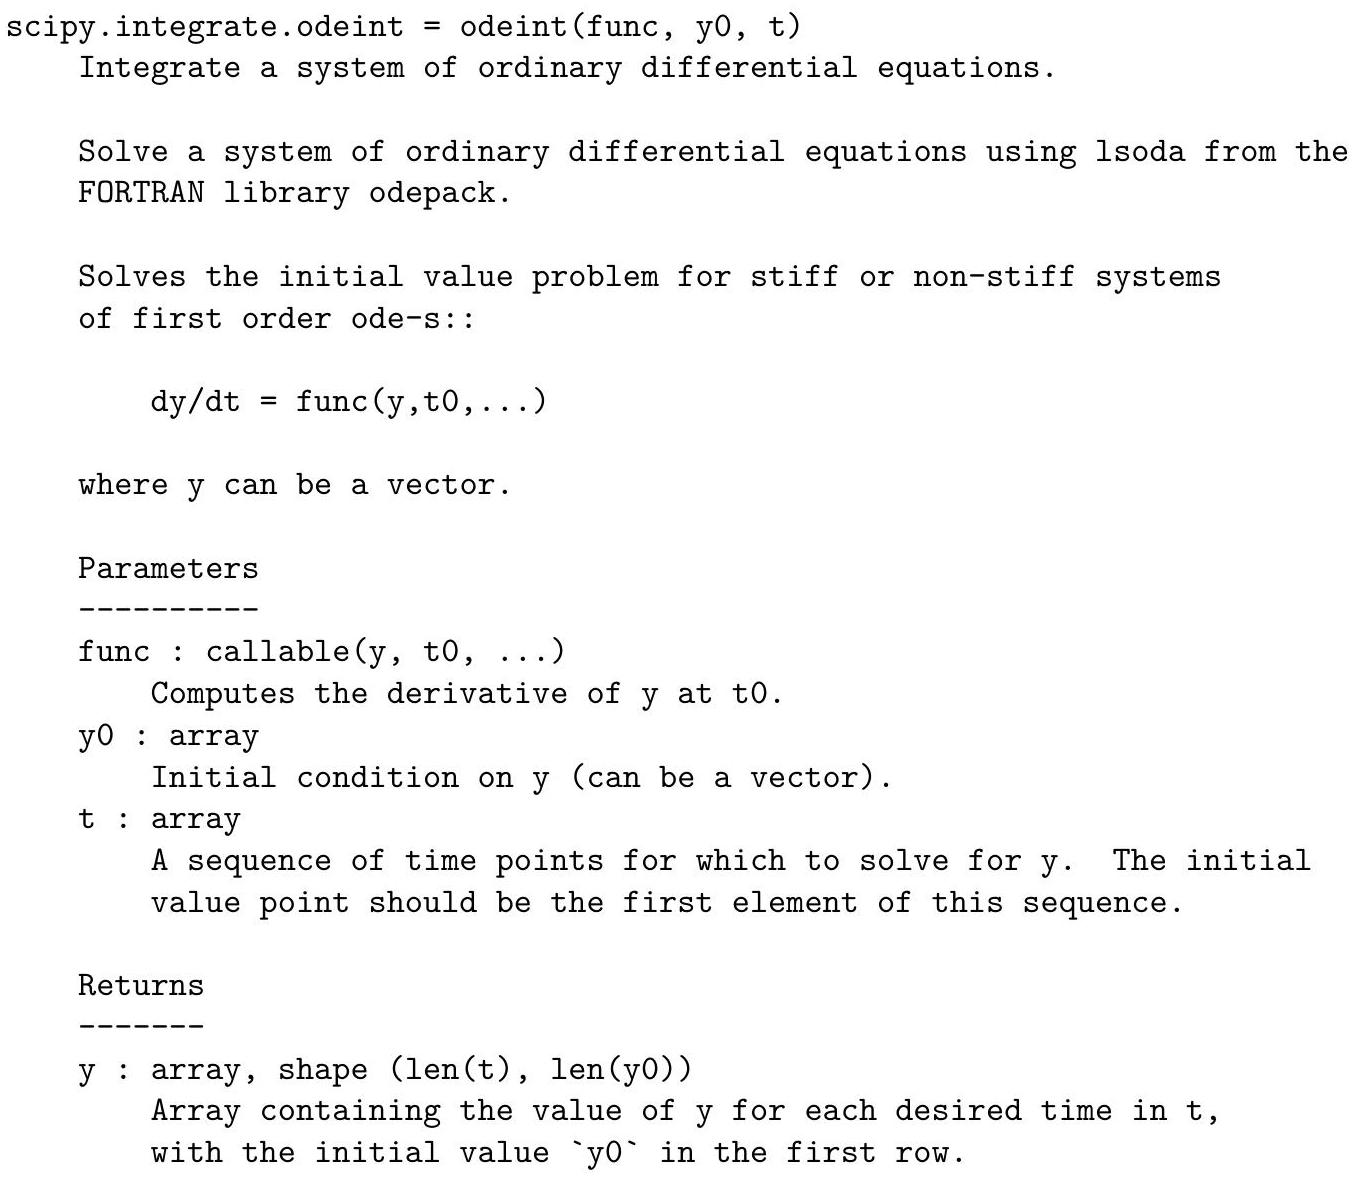 scipy.integrate.odeint = odeint(func, y0, t)
    Integrate a system of ordinary differential equations.

    Solve a system of ordinary differential equations using lsoda from the
    FORTRAN library odepack.

    Solves the initial value problem for stiff or non-stiff systems
    of first order ode-s::

        dy/dt = func(y,t0,...)

    where y can be a vector.

    Parameters
    ----------
    func : callable(y, t0, ...)
        Computes the derivative of y at t0.
    y0 : array
        Initial condition on y (can be a vector).
    t : array
        A sequence of time points for which to solve for y.  The initial
        value point should be the first element of this sequence.

    Returns
    -------
    y : array, shape (len(t), len(y0))
        Array containing the value of y for each desired time in t,
        with the initial value `y0` in the first row.